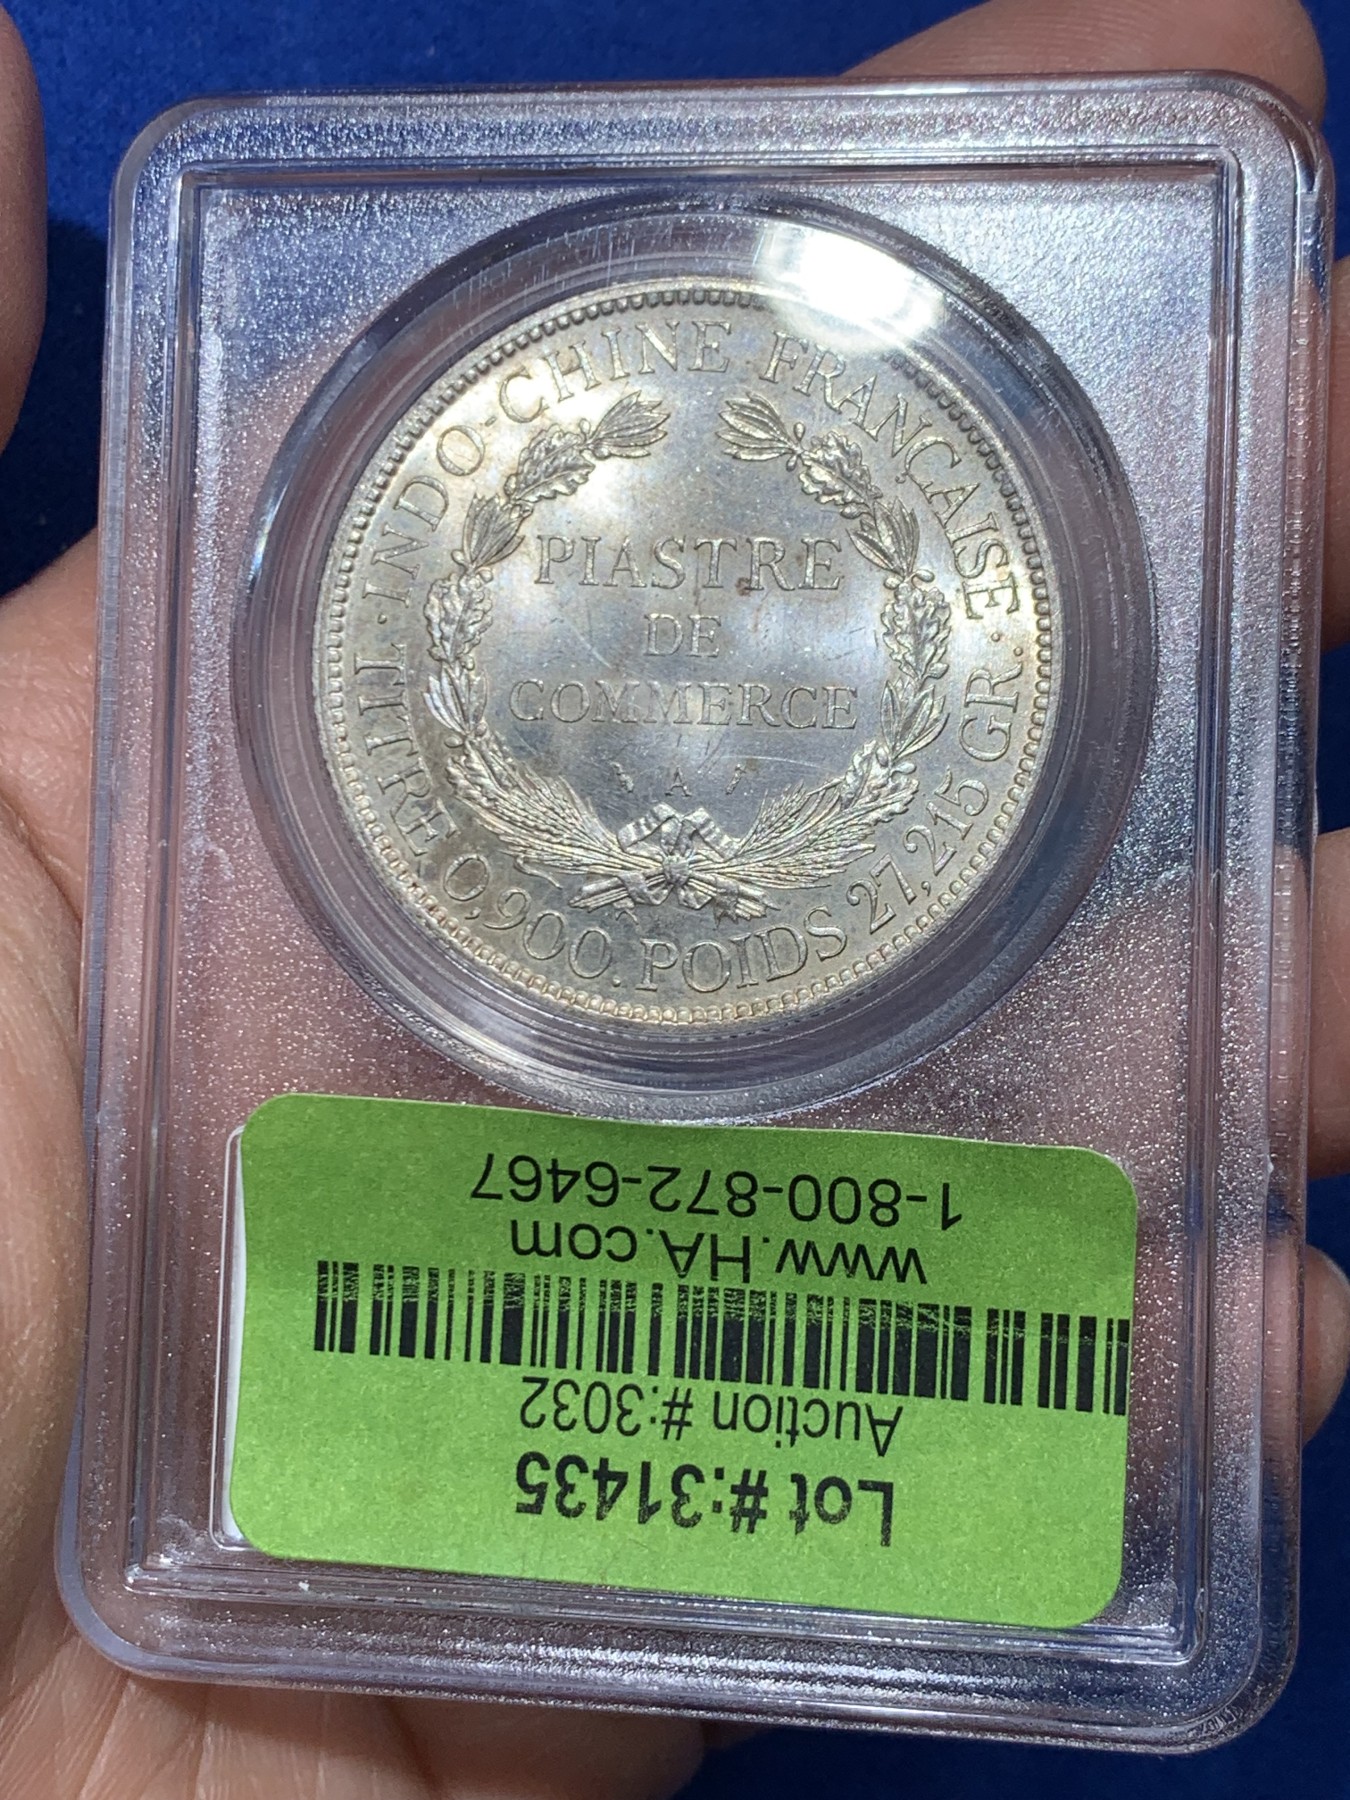 INDO-CHINE FRANÇAISE.
TITRE 0,900. POIDS 27,215 GR.
PIASTRE
DE
COMMERCE
A
Lot #:31435
Auction #:3032
www.HA.com
1-800-872-6467